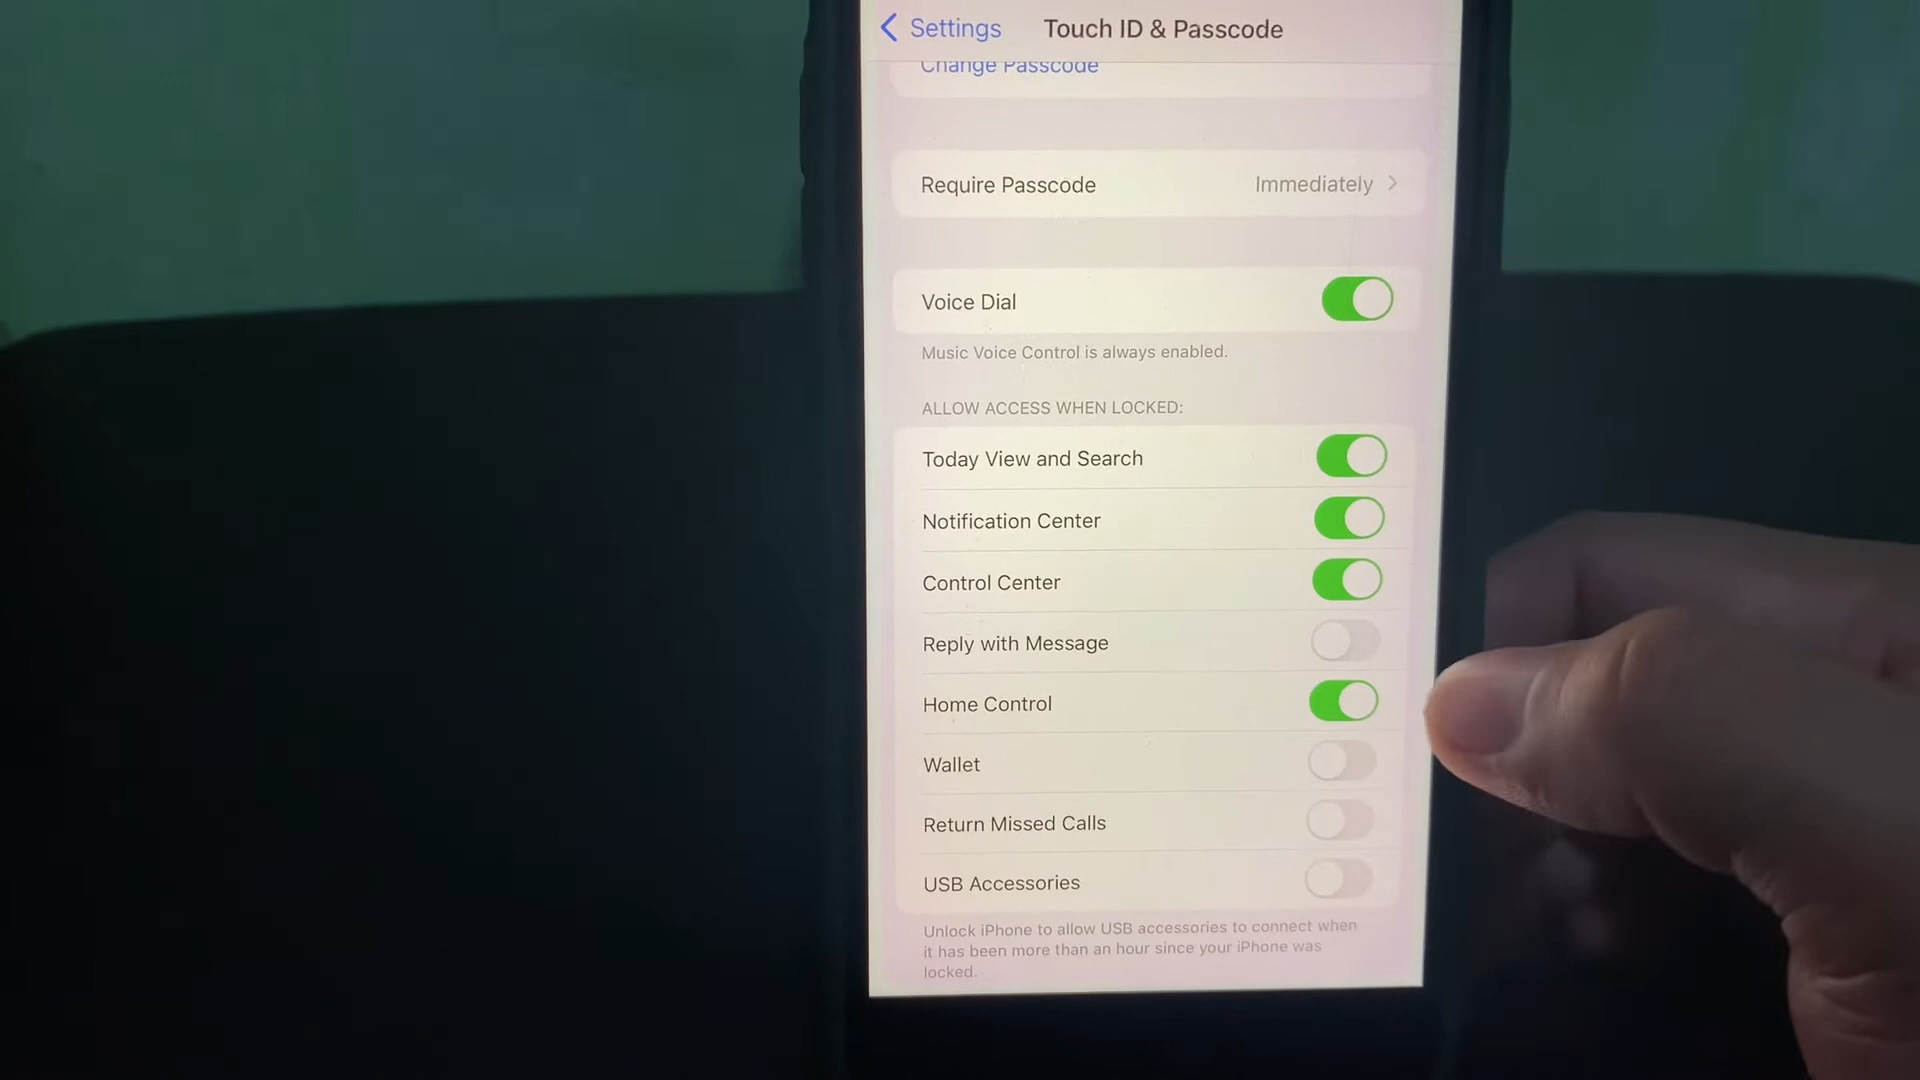 Settings
Touch ID & Passcode
Change Passcode
Require Passcode
Immediately
Voice Dial
Music Voice Control is always enabled.
ALLOW ACCESS WHEN LOCKED:
Today View and Search
Notification Center
Control Center
Reply with Message
Home Control
Wallet
Return Missed Calls
USB Accessories
Unlock iPhone to allow USB accessories to connect when
it has been more than an hour since your iPhone was
locked.